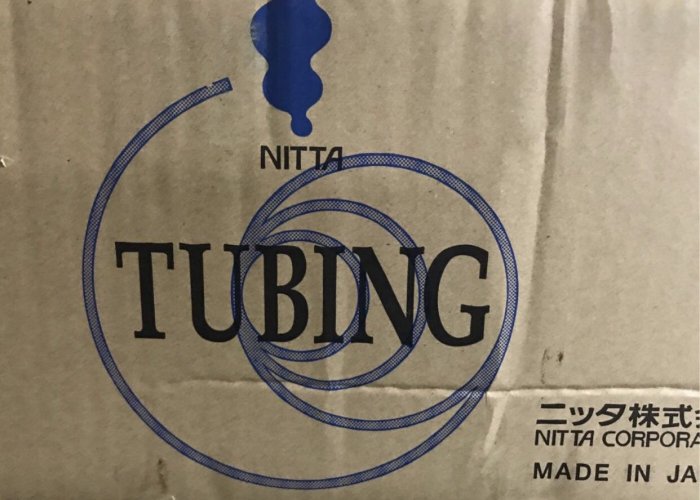 NITTA
TUBING
ニッタ株式
NITTA CORPORA
MADE IN JA